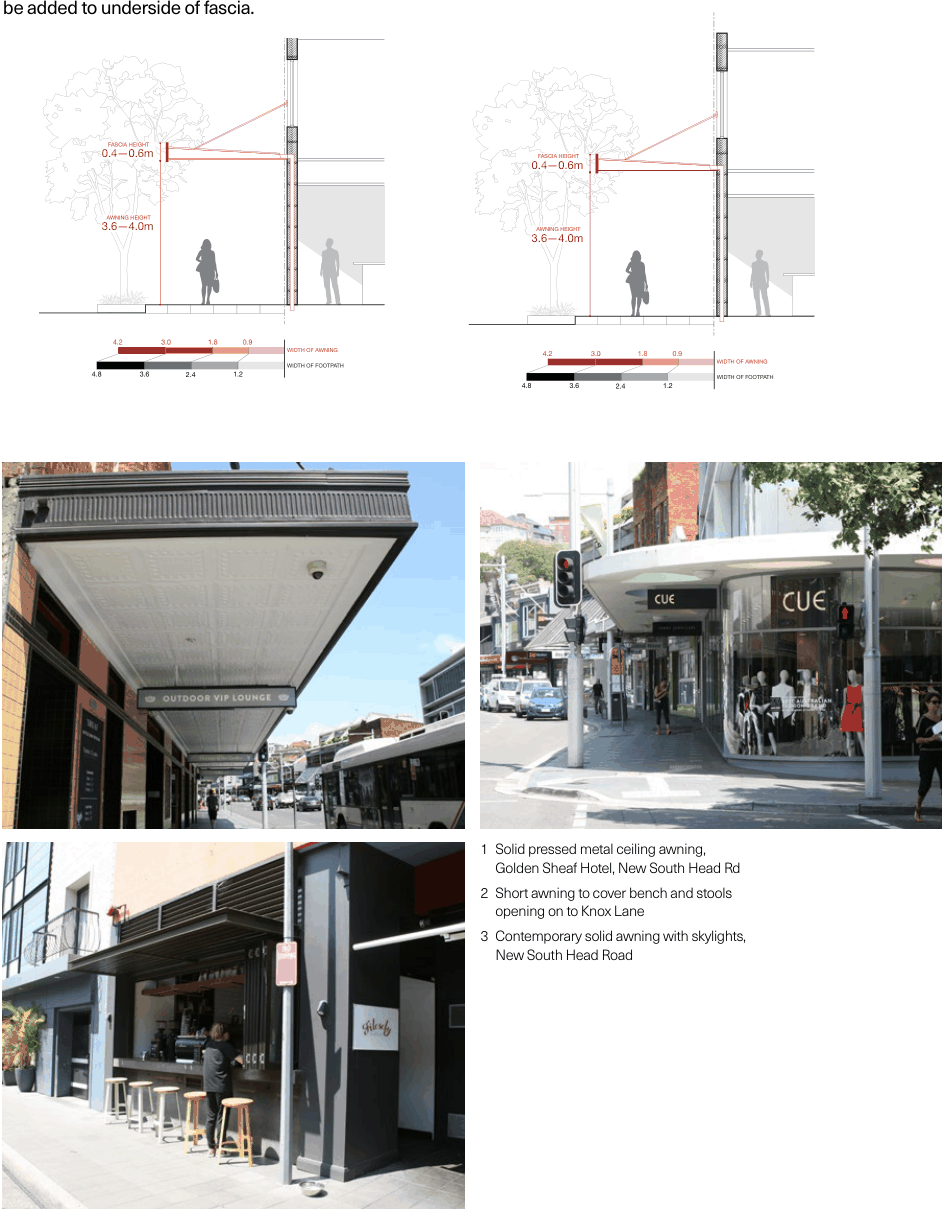 be added to underside of fascia.
FASCIA HEIGHT
0.4—0.6m
AWNING HEIGHT
3.6—4.0m
4.2 3.0 1.8 0.9
WIDTH OF AWNING
WIDTH OF FOOTPATH
4.8 3.6 2.4 1.2
FASCIA HEIGHT
0.4—0.6m
AWNING HEIGHT
3.6—4.0m
4.2 3.0 1.8 0.9
WIDTH OF AWNING
WIDTH OF FOOTPATH
4.8 3.6 2.4 1.2
OUTDOOR VIP LOUNGE
CUE
CUE
1 Solid pressed metal ceiling awning,
Golden Sheaf Hotel, New South Head Rd
2 Short awning to cover bench and stools
opening on to Knox Lane
3 Contemporary solid awning with skylights,
New South Head Road